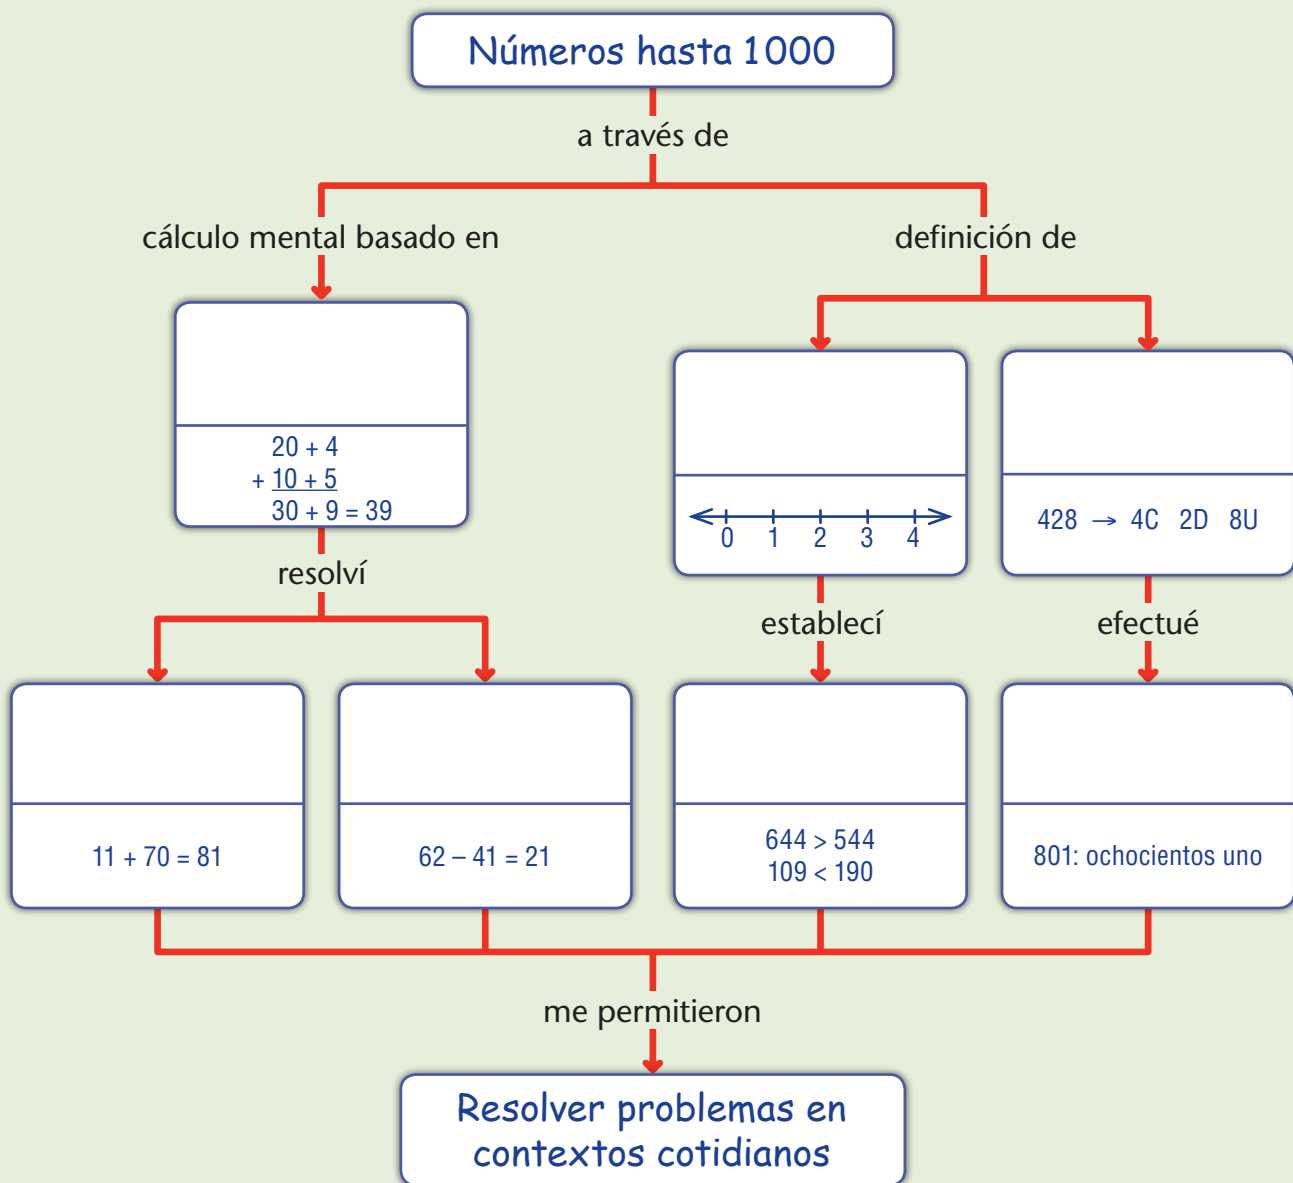 Números hasta 1000
a través de
cálculo mental basado en
definición de
20 + 4
+ 10 + 5
30 + 9 = 39
0 1 2 3 4
428 → 4C 2D 8U
resolví
establecí
efectué
11 + 70 = 81
62 – 41 = 21
644 > 544
109 < 190
801: ochocientos uno
me permitieron
Resolver problemas en
contextos cotidianos